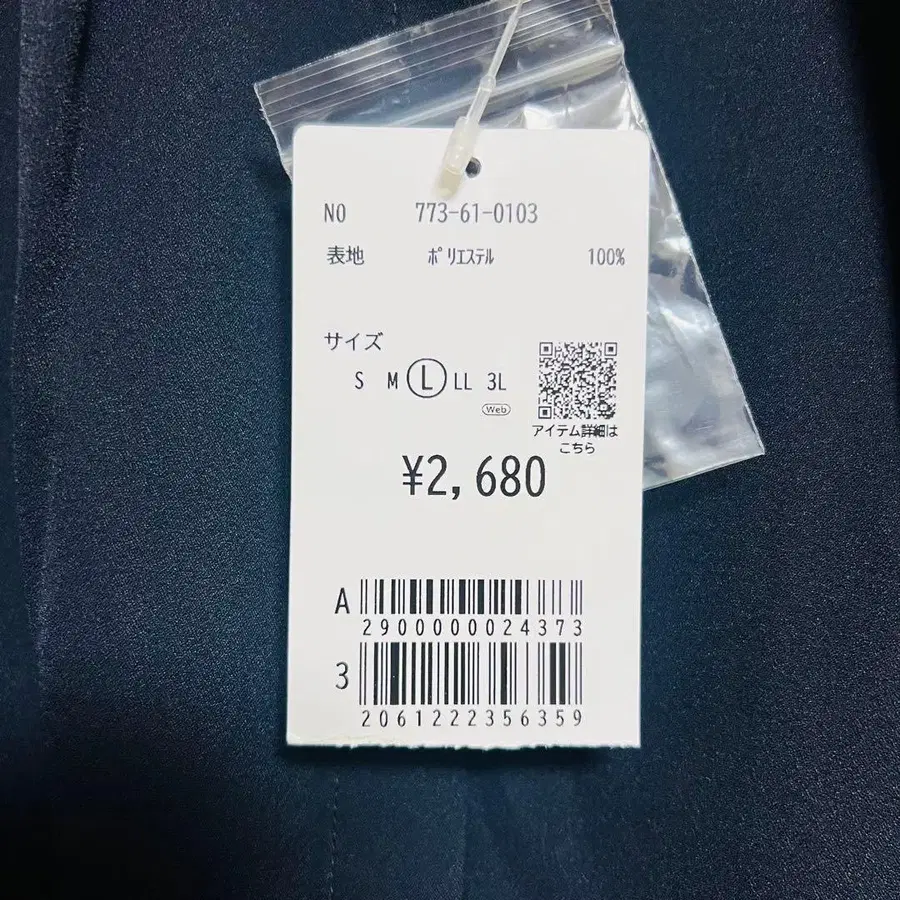 NO 773-61-0103
表地 ポリエステル 100%
サイズ
S M L LL 3L
Web
アイテム詳細は
こちら
¥2,680
A
2900000024373
3
2061222356359